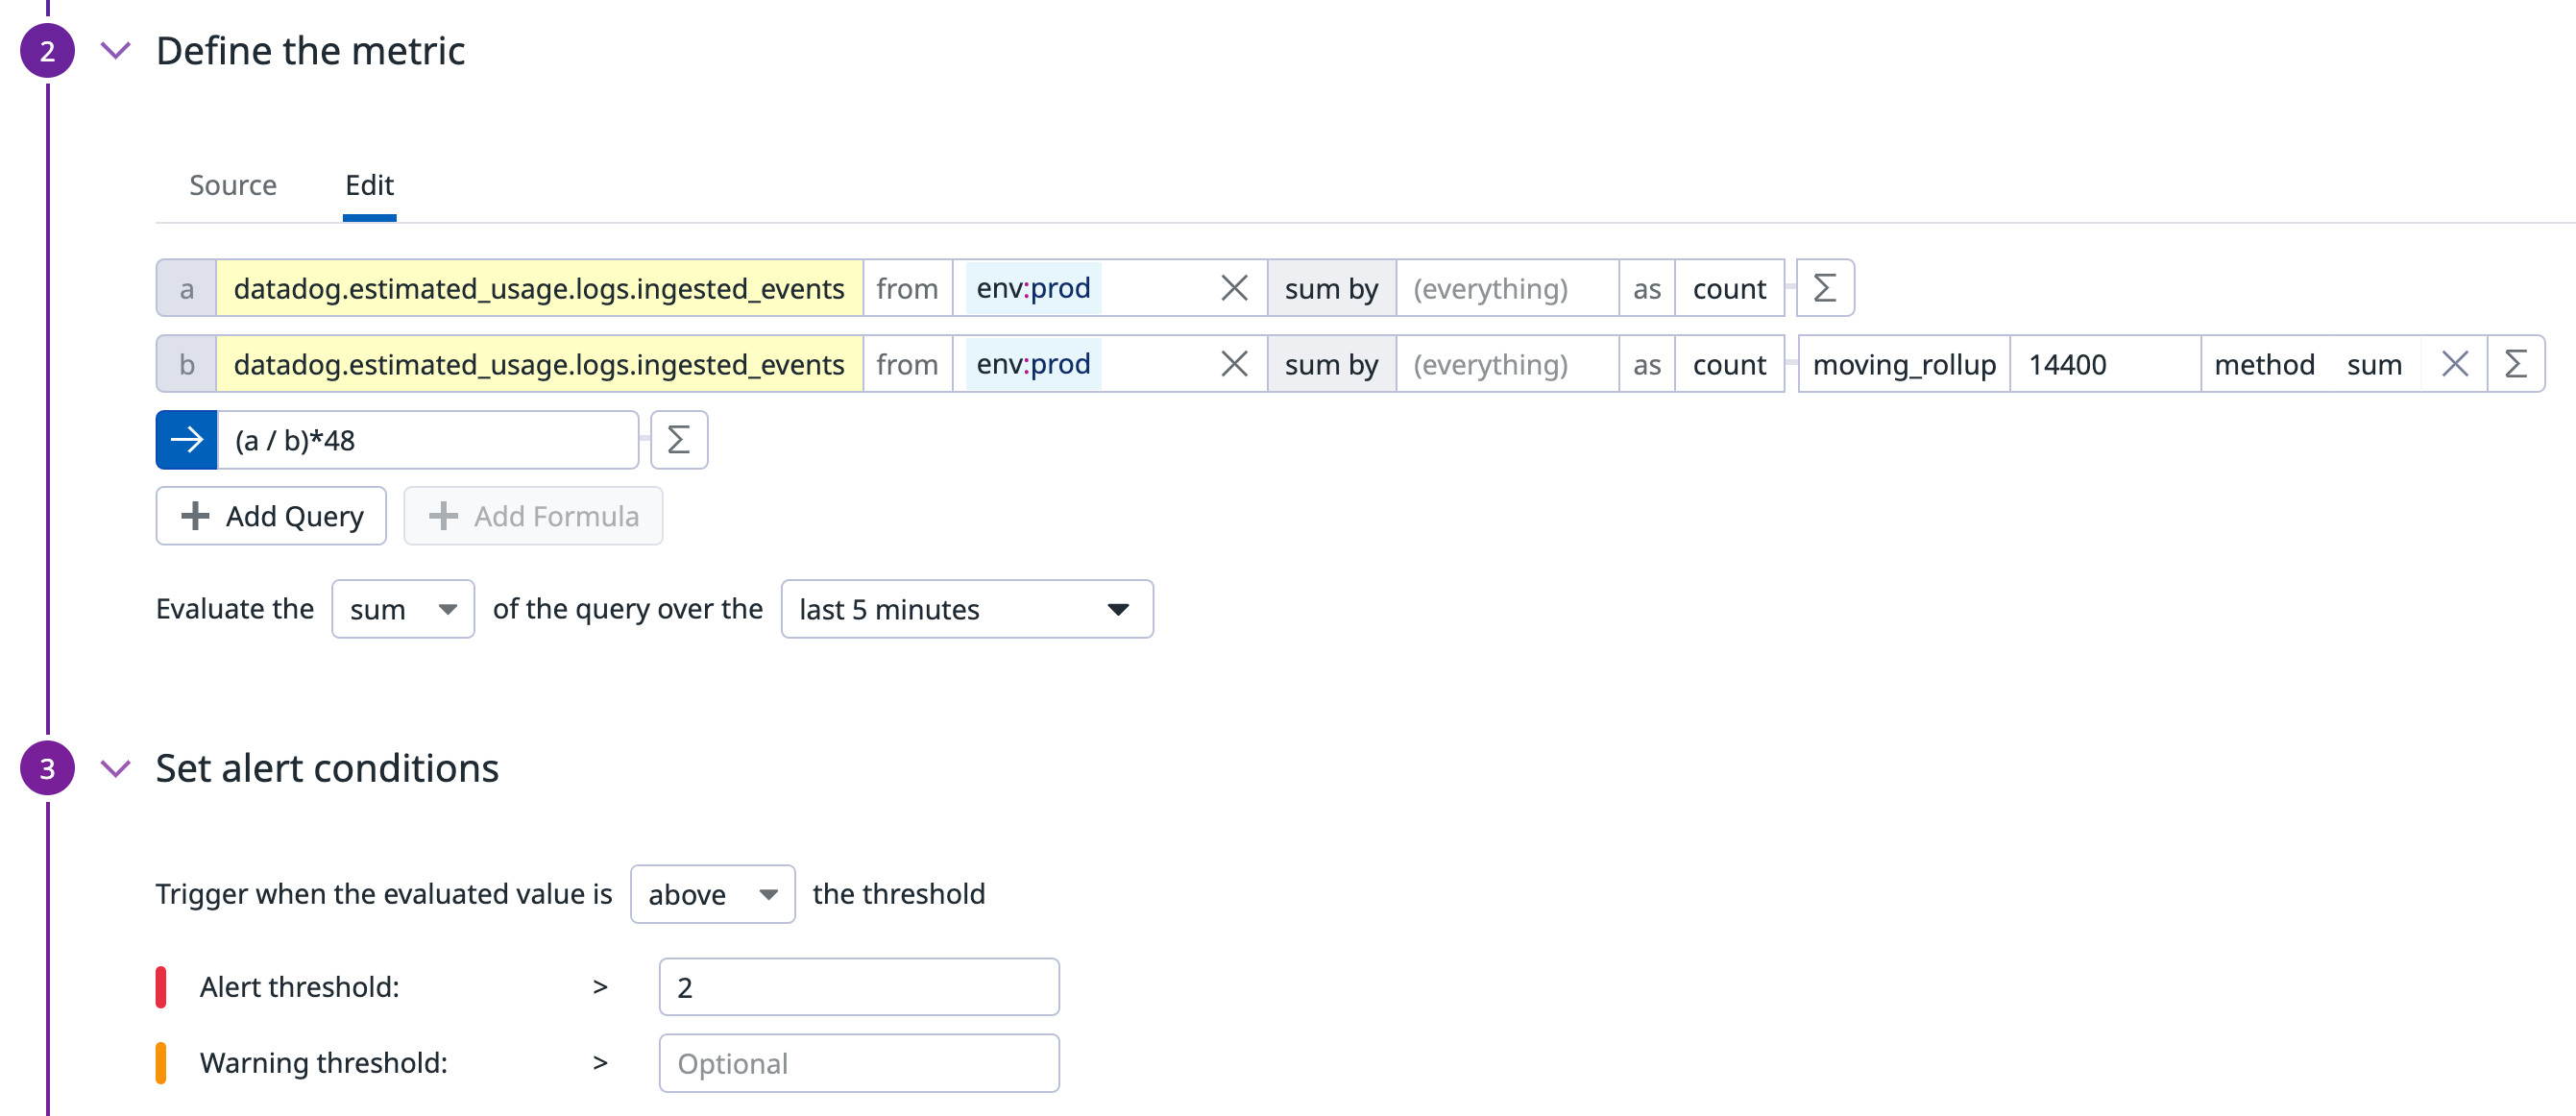 2 Define the metric
Source Edit
a datadog.estimated_usage.logs.ingested_events from env:prod sum by (everything) as count Σ
b datadog.estimated_usage.logs.ingested_events from env:prod sum by (everything) as count moving_rollup 14400 method sum Σ
(a / b)*48 Σ
+ Add Query + Add Formula
Evaluate the sum of the query over the last 5 minutes
3 Set alert conditions
Trigger when the evaluated value is above the threshold
Alert threshold: > 2
Warning threshold: > Optional